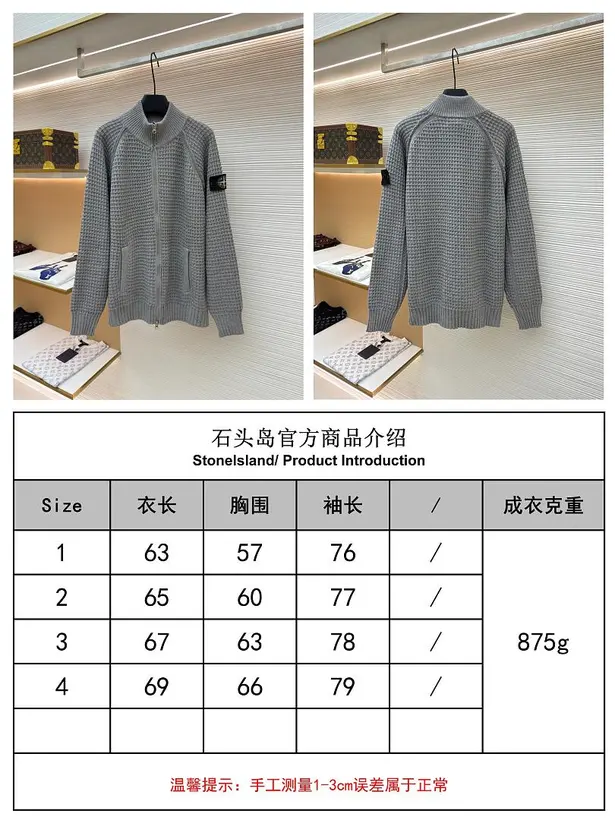 石头岛官方商品介绍
StoneIsland/ Product Introduction
Size 衣长 胸围 袖长 / 成衣克重
1 63 57 76 /
2 65 60 77 /
3 67 63 78 / 875g
4 69 66 79 /
温馨提示：手工测量1-3cm误差属于正常